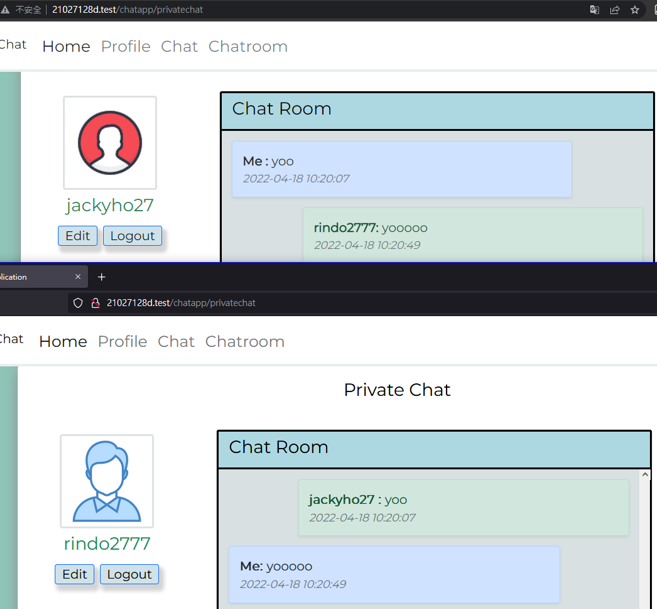 不安全 | 21027128d.test/chatapp/privatechat
Chat Home Profile Chat Chatroom
Chat Room
Me : yoo
2022-04-18 10:20:07
jackyho27
rindo2777: yooooo
2022-04-18 10:20:49
Edit Logout
plication × +
21027128d.test/chatapp/privatechat
Chat Home Profile Chat Chatroom
Private Chat
Chat Room
jackyho27 : yoo
2022-04-18 10:20:07
rindo2777
Me: yooooo
2022-04-18 10:20:49
Edit Logout